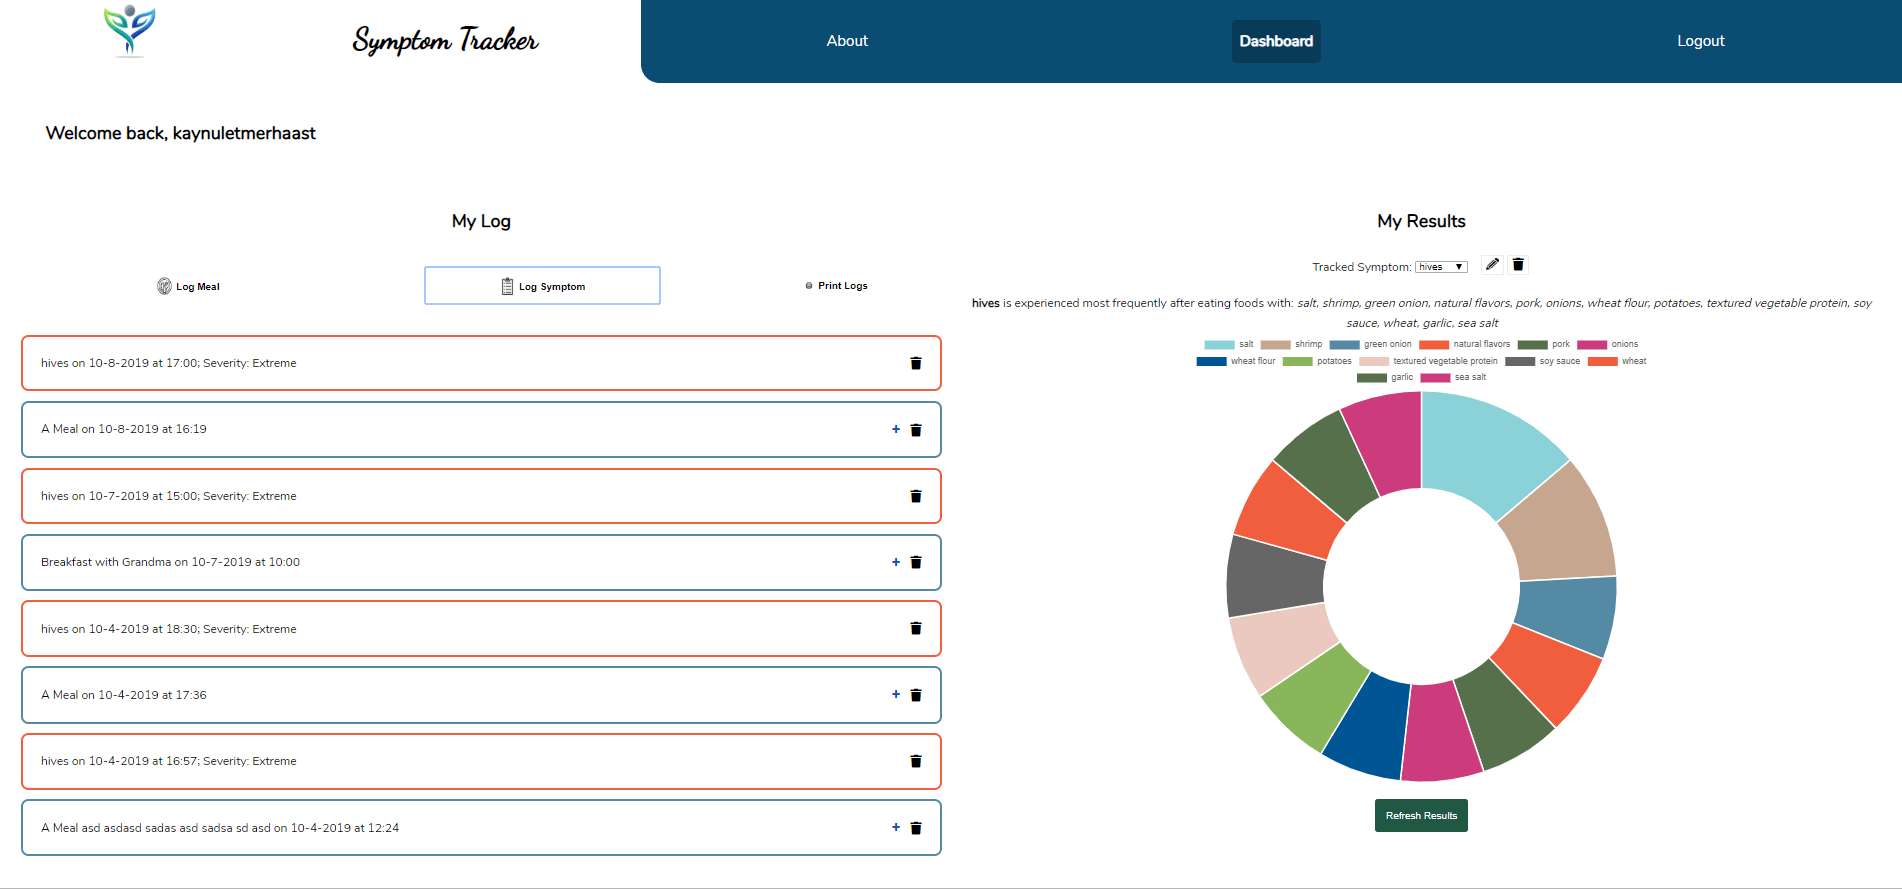 Symptom Tracker
About
Dashboard
Logout
Welcome back, kaynuletmerhaast
My Log
Log Meal
Log Symptom
Print Logs
hives on 10-8-2019 at 17:00; Severity: Extreme
A Meal on 10-8-2019 at 16:19
+
hives on 10-7-2019 at 15:00; Severity: Extreme
Breakfast with Grandma on 10-7-2019 at 10:00
+
hives on 10-4-2019 at 18:30; Severity: Extreme
A Meal on 10-4-2019 at 17:36
+
hives on 10-4-2019 at 16:57; Severity: Extreme
A Meal asd asdasd sadas asd sadsa sd asd on 10-4-2019 at 12:24
+
My Results
Tracked Symptom: hives
hives is experienced most frequently after eating foods with: salt, shrimp, green onion, natural flavors, pork, onions, wheat flour, potatoes, textured vegetable protein, soy
sauce, wheat, garlic, sea salt
salt shrimp green onion natural flavors pork onions
wheat flour potatoes textured vegetable protein soy sauce wheat
garlic sea salt
Refresh Results